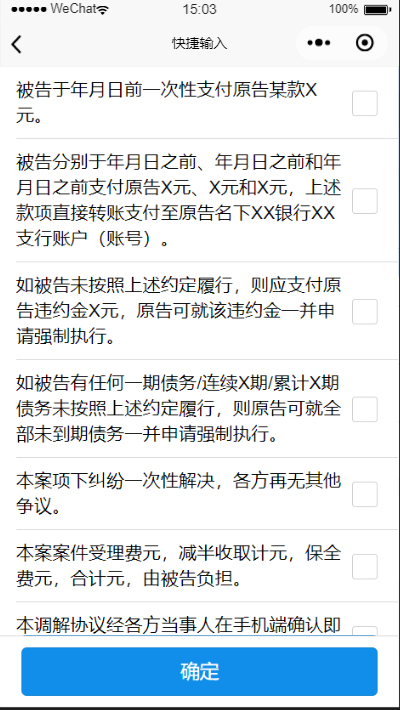 WeChat 15:03 100%
快捷输入
被告于年月日前一次性支付原告某款X
元。
被告分别于年月日之前、年月日之前和年
月日之前支付原告X元、X元和X元，上述
款项直接转账支付至原告名下XX银行XX
支行账户（账号）。
如被告未按照上述约定履行，则应支付原
告违约金X元，原告可就该违约金一并申
请强制执行。
如被告有任何一期债务/连续X期/累计X期
债务未按照上述约定履行，则原告可就全
部未到期债务一并申请强制执行。
本案项下纠纷一次性解决，各方再无其他
争议。
本案案件受理费元，减半收取计元，保全
费元，合计元，由被告负担。
本调解协议经各方当事人在手机端确认即
确定